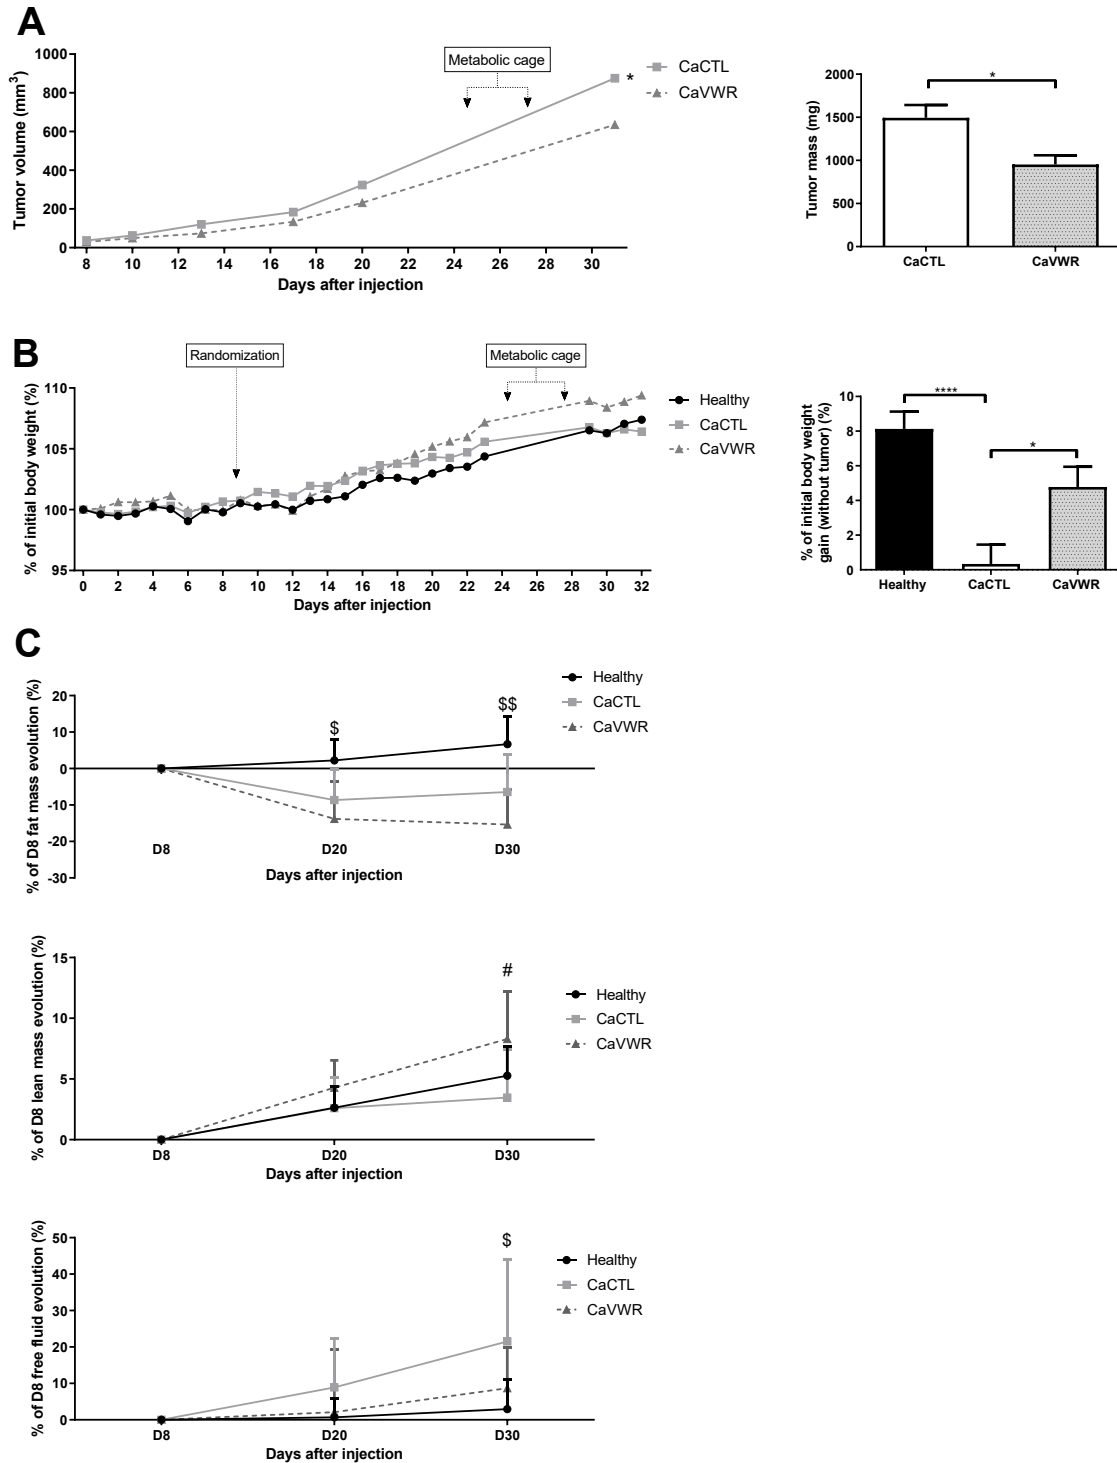 A
Tumor volume (mm3)
1000
800
600
400
200
0
8 10 12 14 16 18 20 22 24 26 28 30
Days after injection
Metabolic cage
CaCTL
CaVWR
*
Tumor mass (mg)
2000
1500
1000
500
0
*
CaCTL CaVWR
B
Randomization
Metabolic cage
% of initial body weight (%)
110
105
100
95
0 2 4 6 8 10 12 14 16 18 20 22 24 26 28 30 32
Days after injection
Healthy
CaCTL
CaVWR
% of initial body weight
gain (without tumor) (%)
10
8
6
4
2
0
****
*
Healthy CaCTL CaVWR
C
% of D8 fat mass evolution (%)
20
10
0
-10
-20
-30
$
$$
D8 D20 D30
Days after injection
Healthy
CaCTL
CaVWR
% of D8 lean mass evolution (%)
15
10
5
0
#
D8 D20 D30
Days after injection
Healthy
CaCTL
CaVWR
% of D8 free fluid evolution (%)
50
40
30
20
10
0
$
D8 D20 D30
Days after injection
Healthy
CaCTL
CaVWR